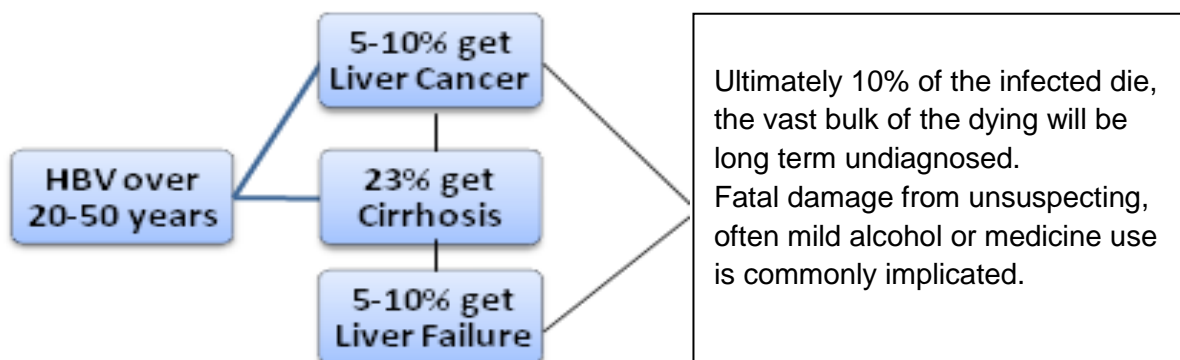 HBV over
20-50 years
5-10% get
Liver Cancer
23% get
Cirrhosis
5-10% get
Liver Failure
Ultimately 10% of the infected die,
the vast bulk of the dying will be
long term undiagnosed.
Fatal damage from unsuspecting,
often mild alcohol or medicine use
is commonly implicated.